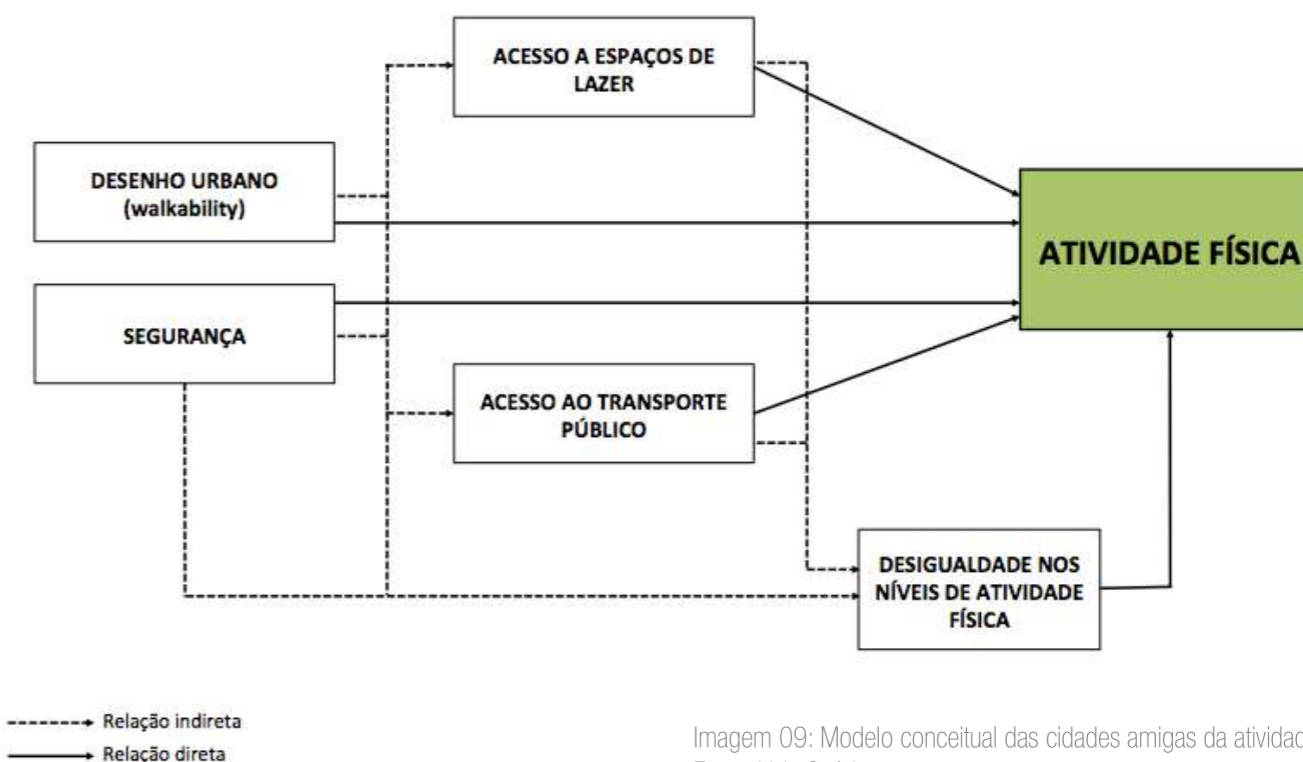 ACESSO A ESPAÇOS DE
LAZER
DESENHO URBANO
(walkability)
ATIVIDADE FÍSICA
SEGURANÇA
ACESSO AO TRANSPORTE
PÚBLICO
DESIGUALDADE NOS
NÍVEIS DE ATIVIDADE
FÍSICA
Relação indireta
Relação direta
Imagem 09: Modelo conceitual das cidades amigas da ativida